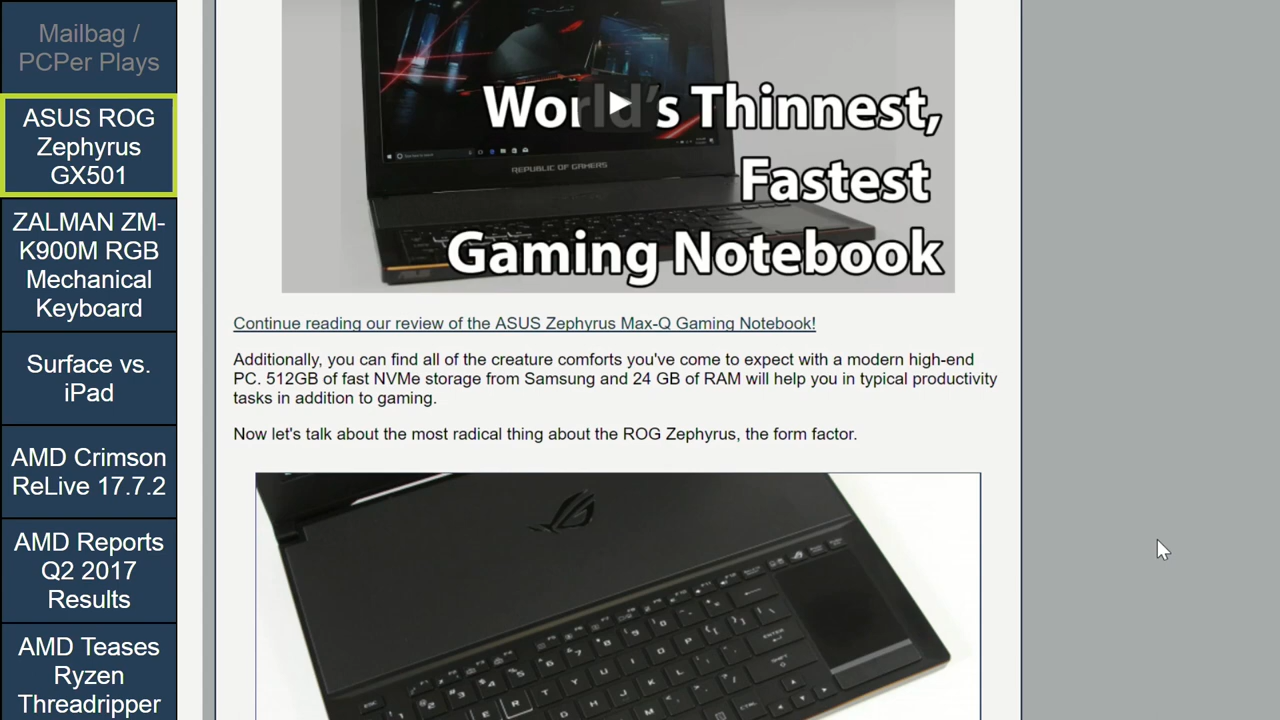 Mailbag /
PCPer Plays
ASUS ROG
Zephyrus
GX501
ZALMAN ZM-
K900M RGB
Mechanical
Keyboard
Surface vs.
iPad
AMD Crimson
ReLive 17.7.2
AMD Reports
Q2 2017
Results
AMD Teases
Ryzen
Threadripper
World's Thinnest,
Fastest
Gaming Notebook
REPUBLIC OF GAMERS
ASUS
Continue reading our review of the ASUS Zephyrus Max-Q Gaming Notebook!
Additionally, you can find all of the creature comforts you've come to expect with a modern high-end
PC. 512GB of fast NVMe storage from Samsung and 24 GB of RAM will help you in typical productivity
tasks in addition to gaming.
Now let's talk about the most radical thing about the ROG Zephyrus, the form factor.